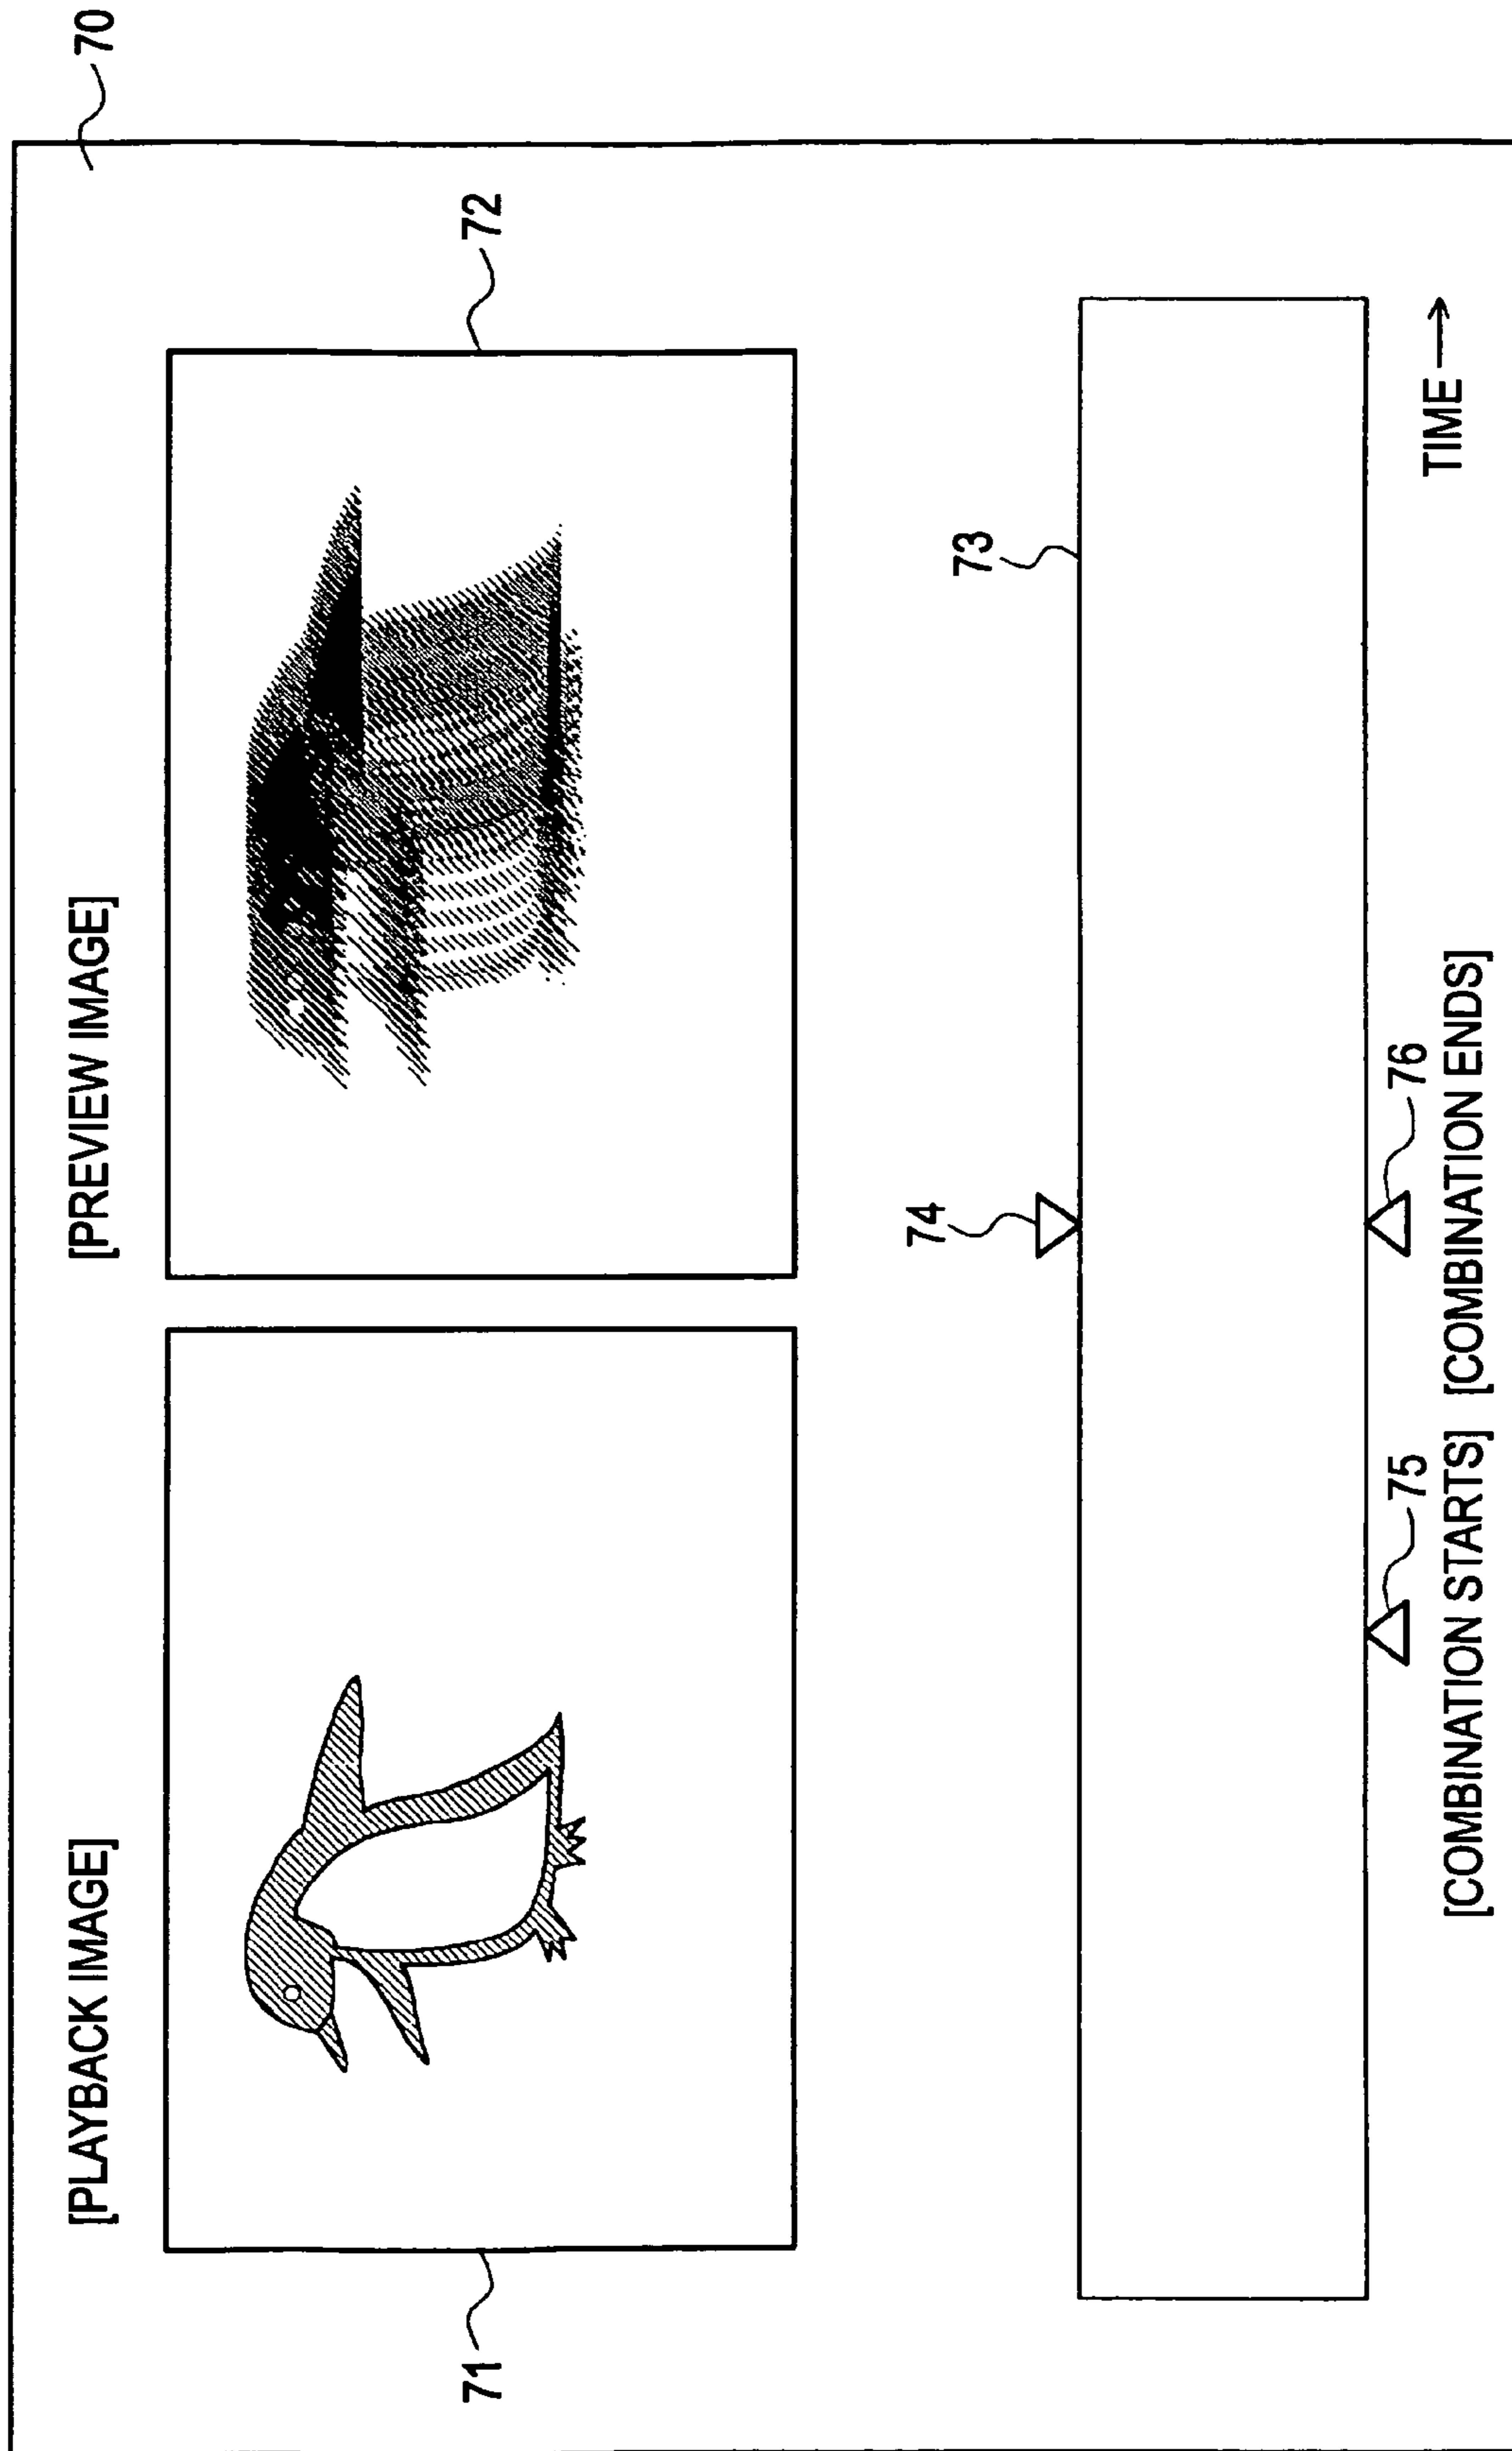 70
[PLAYBACK IMAGE] [PREVIEW IMAGE]
71
72
73
74
TIME →
75
76
[COMBINATION STARTS] [COMBINATION ENDS]